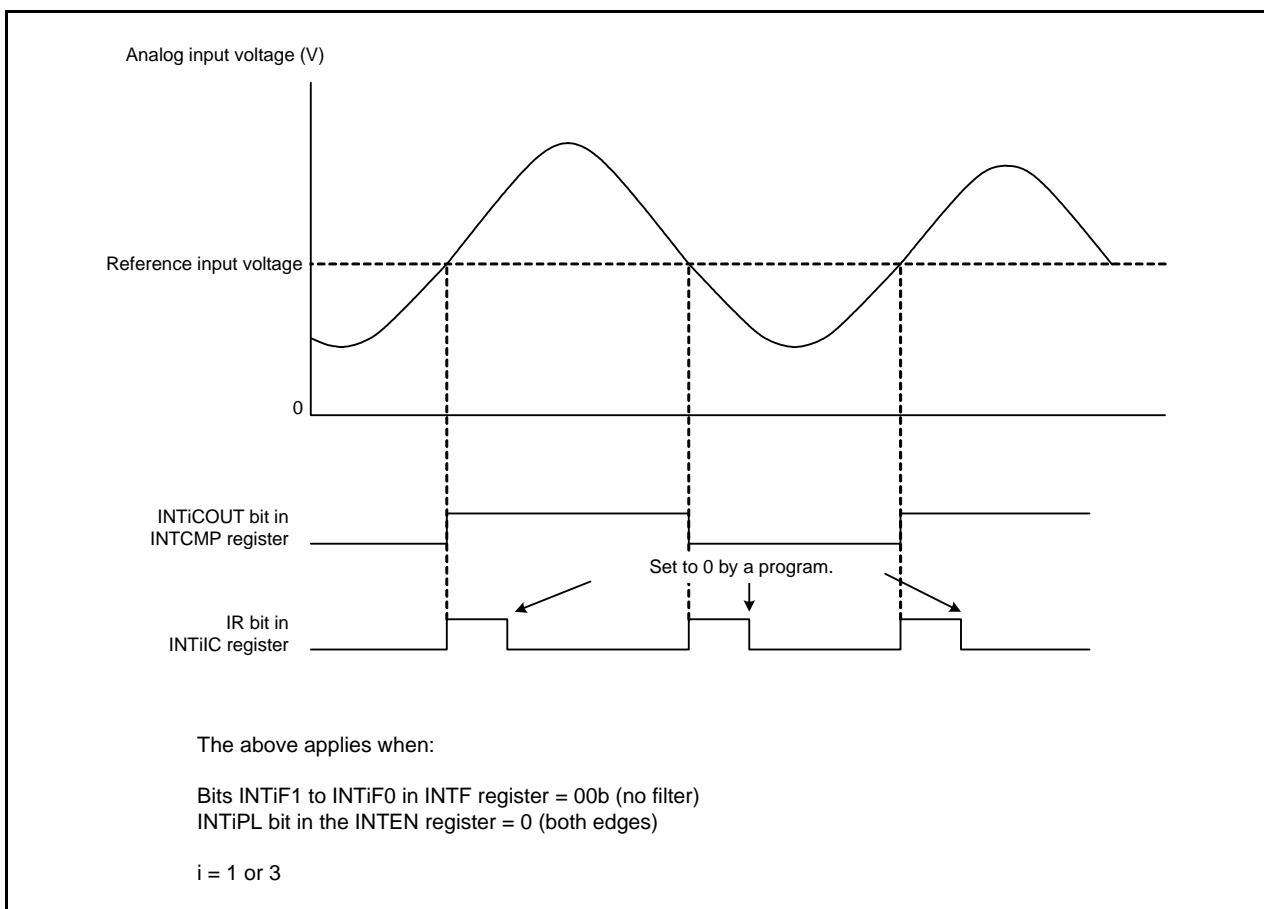 Analog input voltage (V)
Reference input voltage
0
INTiCOUT bit in
INTCMP register
Set to 0 by a program.
IR bit in
INTiIC register
The above applies when:
Bits INTiF1 to INTiF0 in INTF register = 00b (no filter)
INTiPL bit in the INTEN register = 0 (both edges)
i = 1 or 3